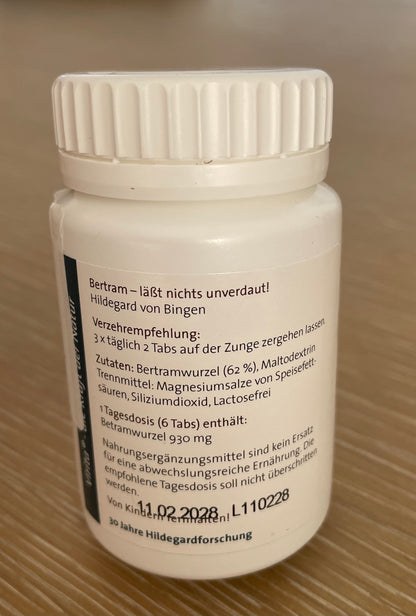 Bertram – läßt nichts unverdaut!
Hildegard von Bingen
Verzehrempfehlung:
3 x täglich 2 Tabs auf der Zunge zergehen lassen.
Zutaten: Bertramwurzel (62 %), Maltodextrin
Trennmittel: Magnesiumsalze von Speisefett-
säuren, Siliziumdioxid, Lactosefrei
1 Tagesdosis (6 Tabs) enthält:
Betramwurzel 930 mg
Nahrungsergänzungsmittel sind kein Ersatz
für eine abwechslungsreiche Ernährung. Die
empfohlene Tagesdosis soll nicht überschritten
werden.
Von Kindern fernhalten!
11.02.2028 L110228
30 Jahre Hildegardforschung
der Natur